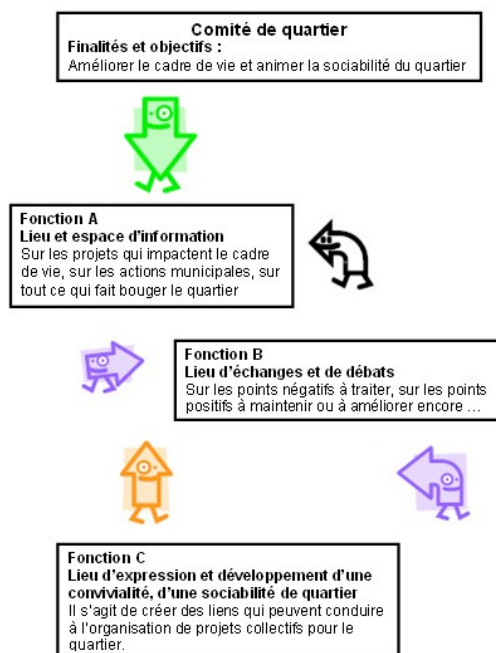 Comité de quartier
Finalités et objectifs :
Améliorer le cadre de vie et animer la sociabilité du quartier
Fonction A
Lieu et espace d'information
Sur les projets qui impactent le cadre
de vie, sur les actions municipales, sur
tout ce qui fait bouger le quartier
Fonction B
Lieu d'échanges et de débats
Sur les points négatifs à traiter, sur les points
positifs à maintenir ou à améliorer encore …
Fonction C
Lieu d'expression et développement d'une
convivialité, d'une sociabilité de quartier
Il s'agit de créer des liens qui peuvent conduire
à l'organisation de projets collectifs pour le
quartier.